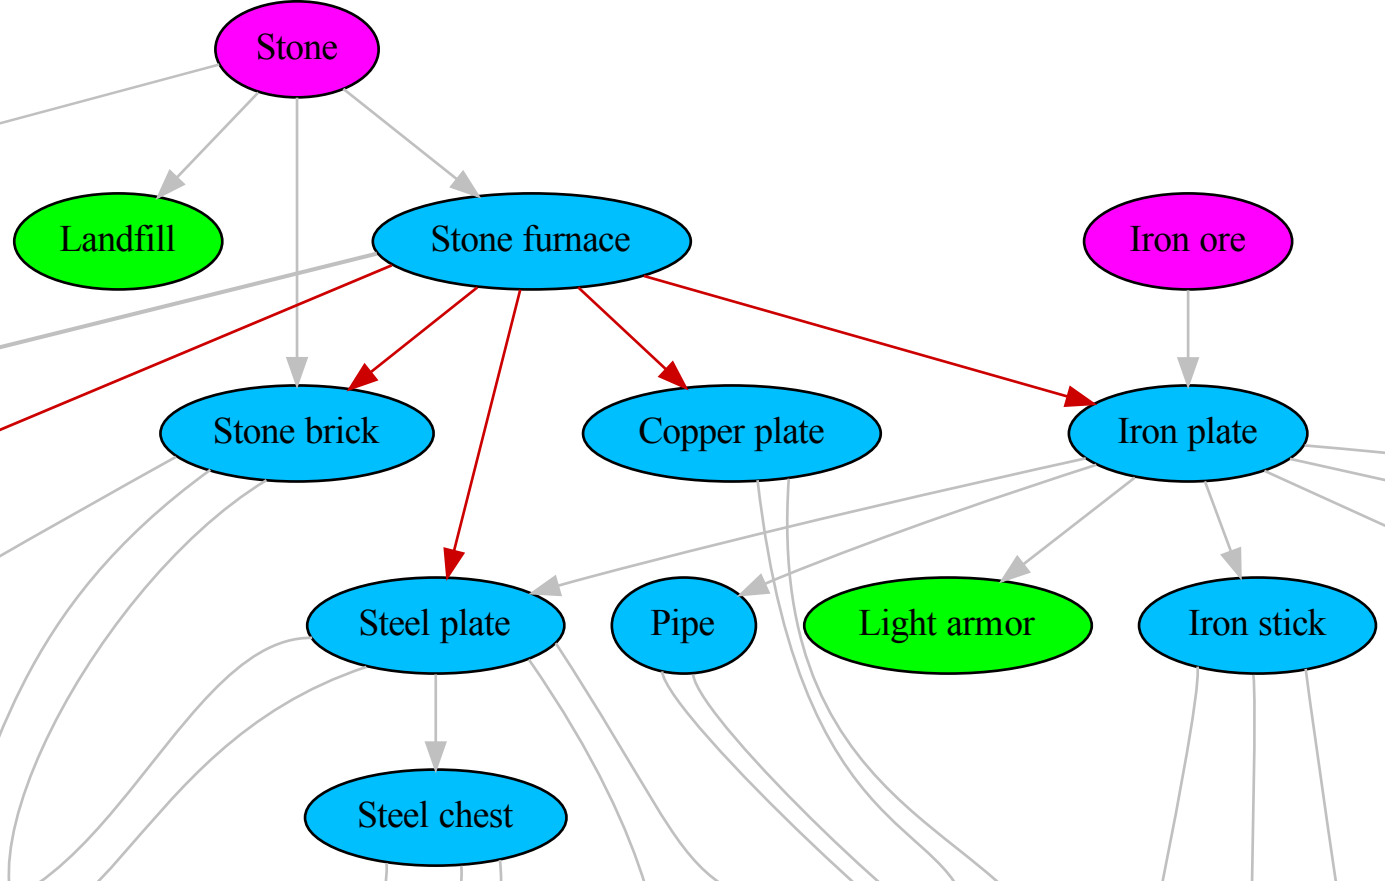 Stone
Landfill
Stone furnace
Iron ore
Stone brick
Copper plate
Iron plate
Steel plate
Pipe
Light armor
Iron stick
Steel chest